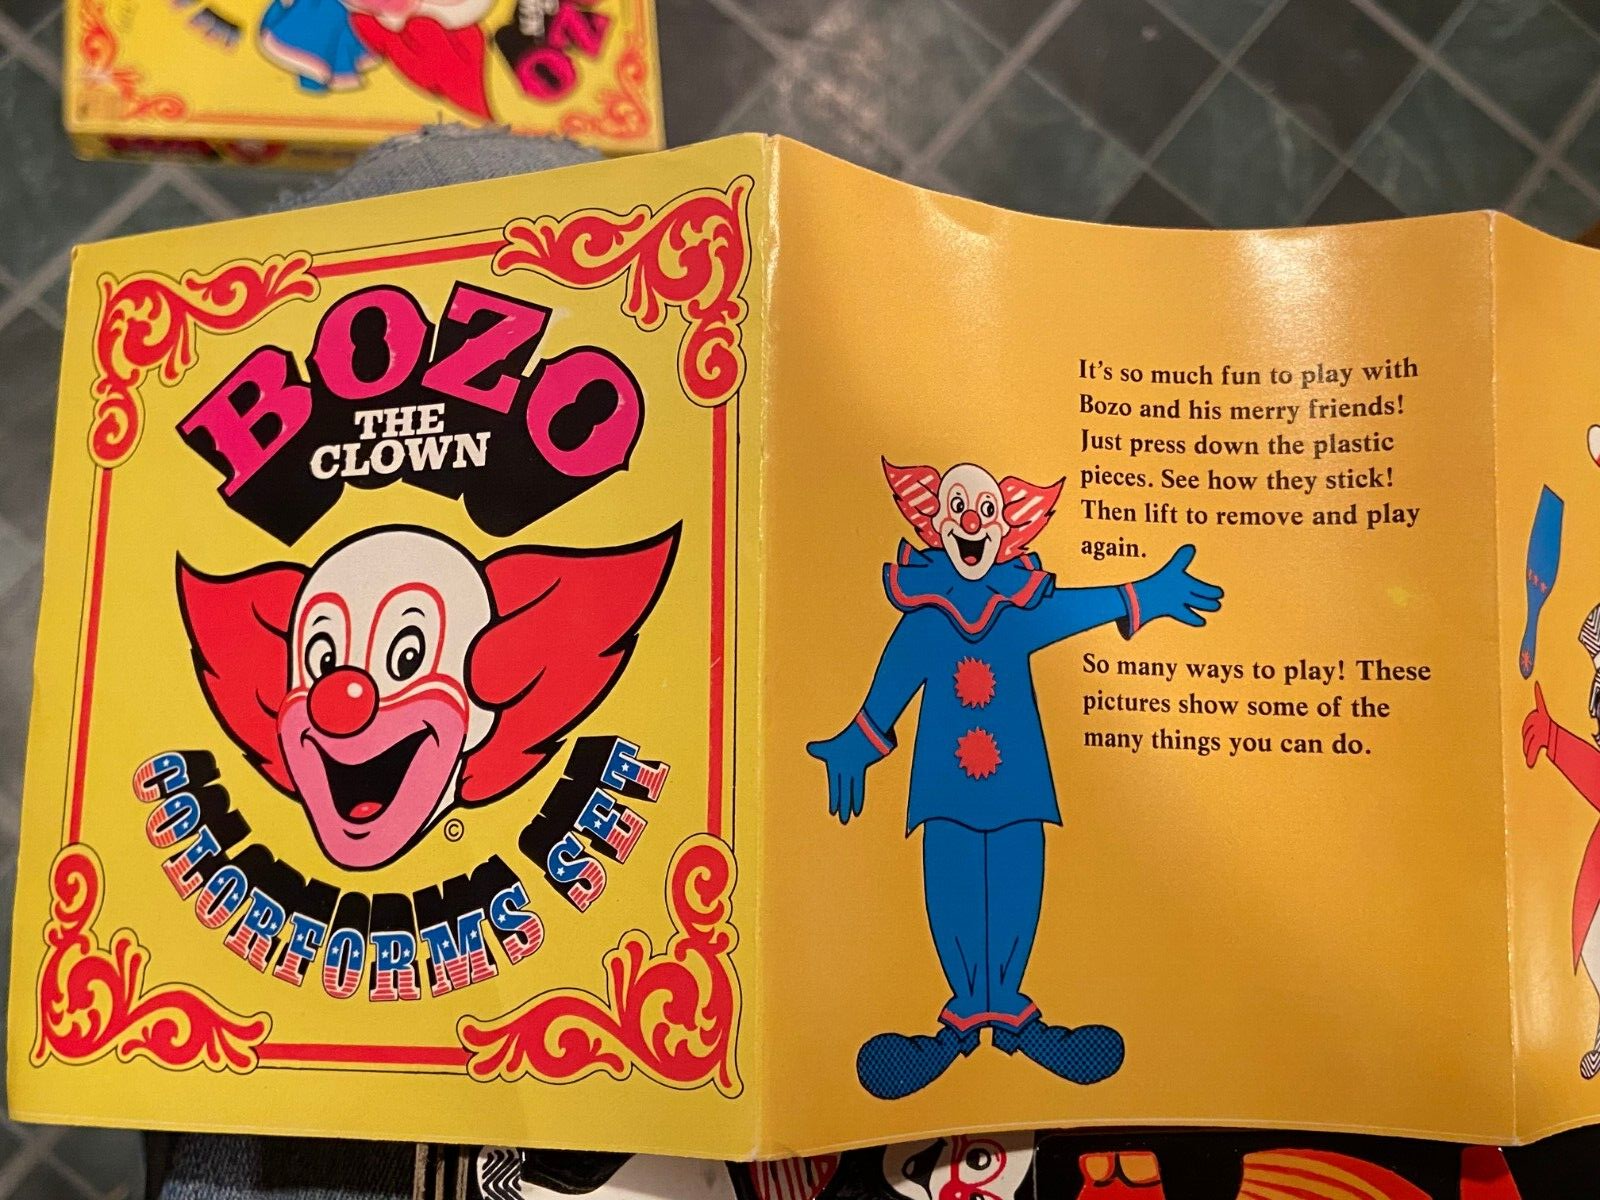 BOZO
THE
CLOWN
COLORFORMS SET
©
It's so much fun to play with
Bozo and his merry friends!
Just press down the plastic
pieces. See how they stick!
Then lift to remove and play
again.
So many ways to play! These
pictures show some of the
many things you can do.